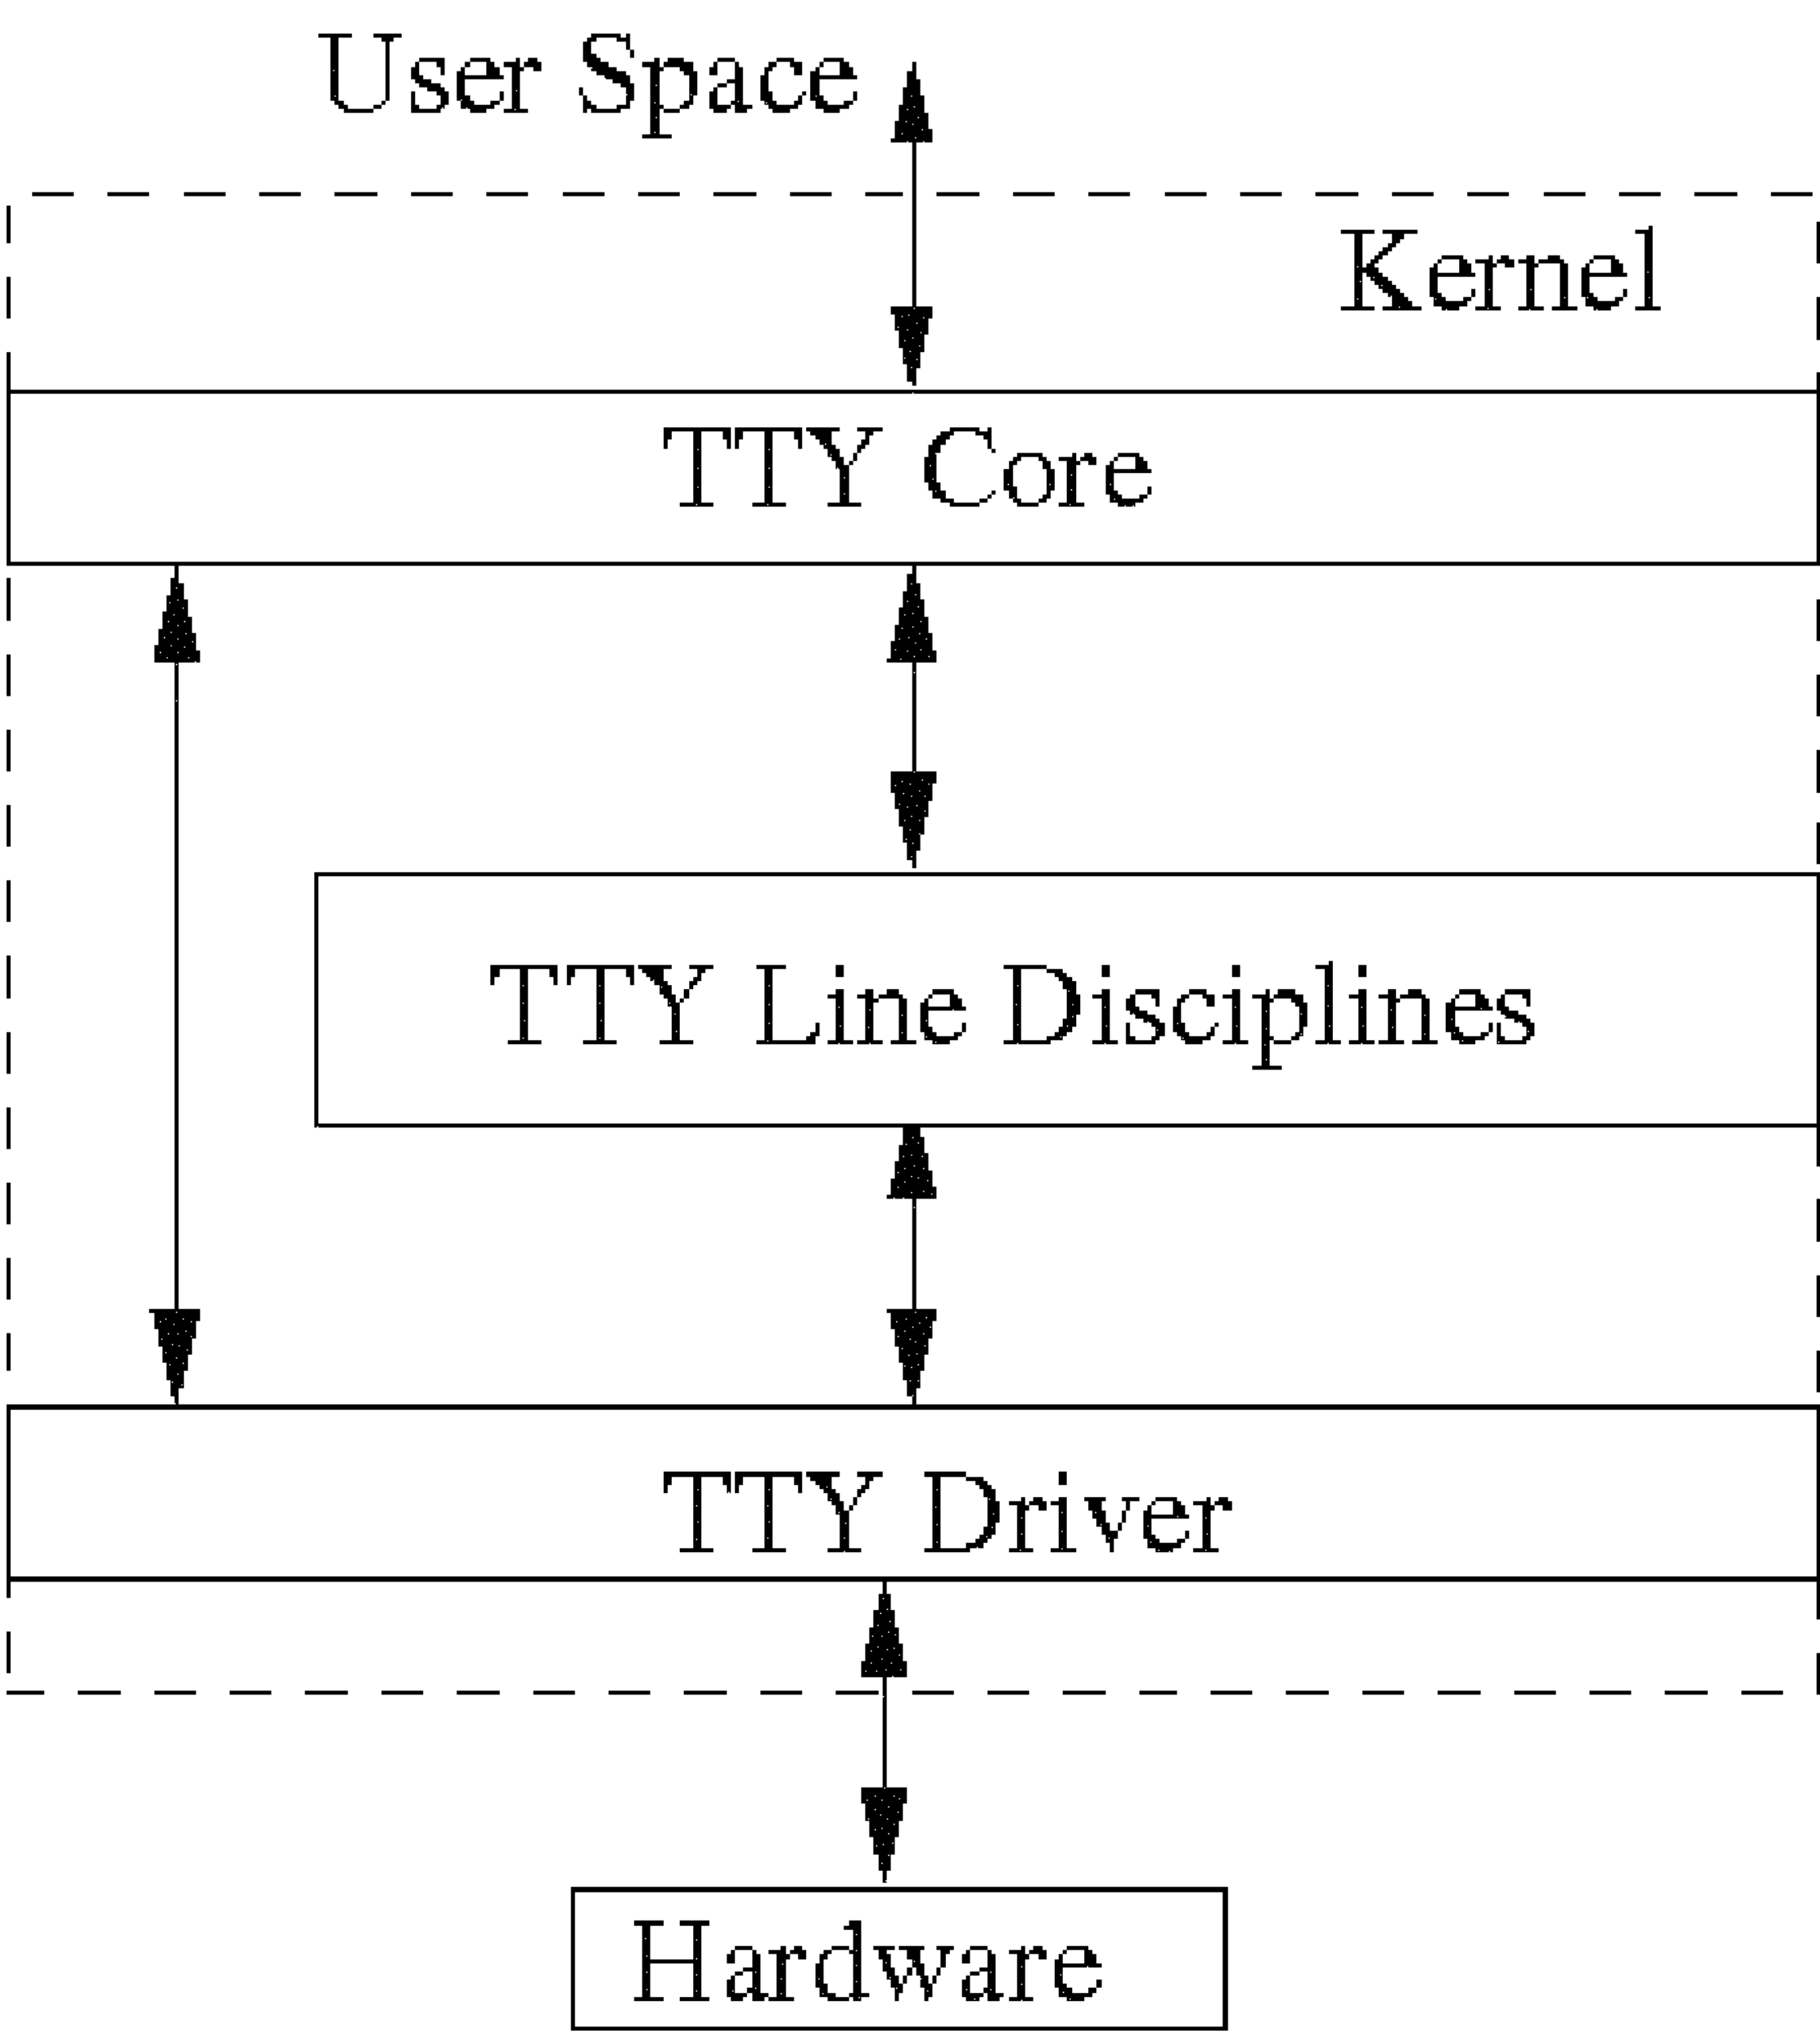 User Space
Kernel
TTY Core
TTY Line Disciplines
TTY Driver
Hardware